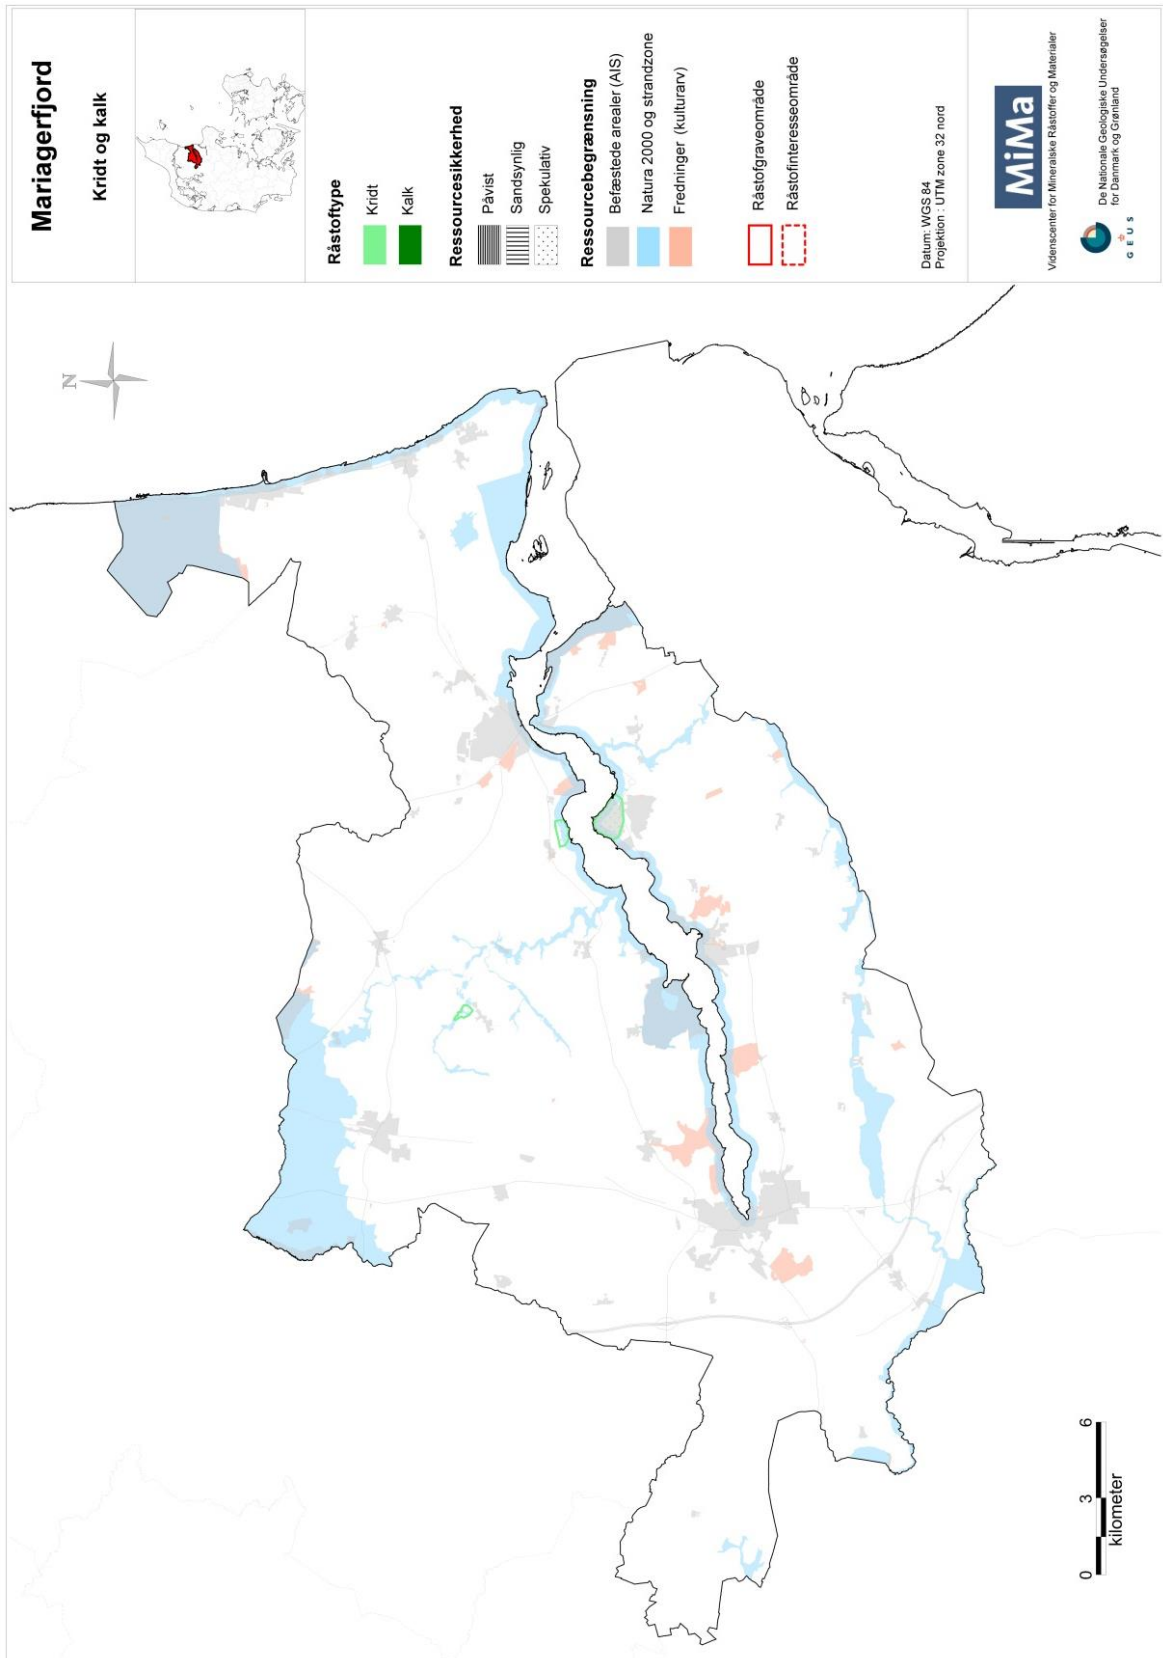 Mariagerfjord
Kridt og kalk
Råstoftype
Kridt
Kalk
Ressourcesikkerhed
Påvist
Sandsynlig
Spekulativ
Ressourcebegrænsning
Befæstede arealer (AIS)
Natura 2000 og strandzone
Fredninger (kulturarv)
Råstofgraveområde
Råstofinteresseområde
Datum: WGS 84
Projektion : UTM zone 32 nord
MiMa
Videnscenter for Mineralske Råstoffer og Materialer
G E U S
De Nationale Geologiske Undersøgelser
for Danmark og Grønland
N
0 3 6
kilometer